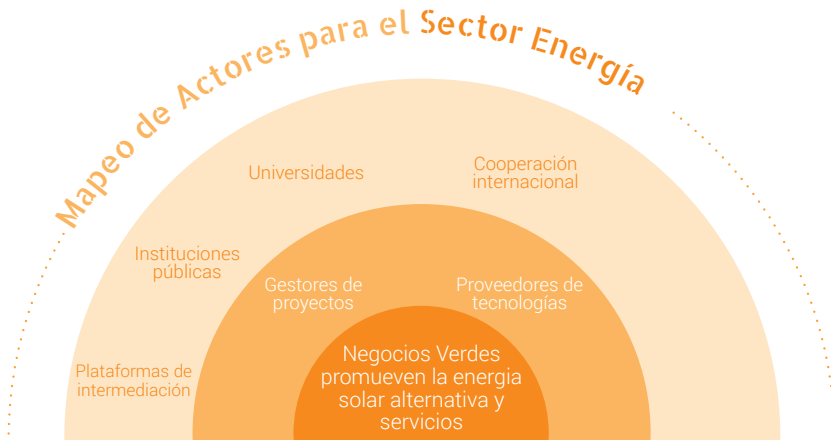 Mapeo de Actores para el Sector Energía
Universidades
Cooperación
internacional
Instituciones
públicas
Gestores de
proyectos
Proveedores de
tecnologías
Plataformas de
intermediación
Negocios Verdes
promueven la energia
solar alternativa y
servicios